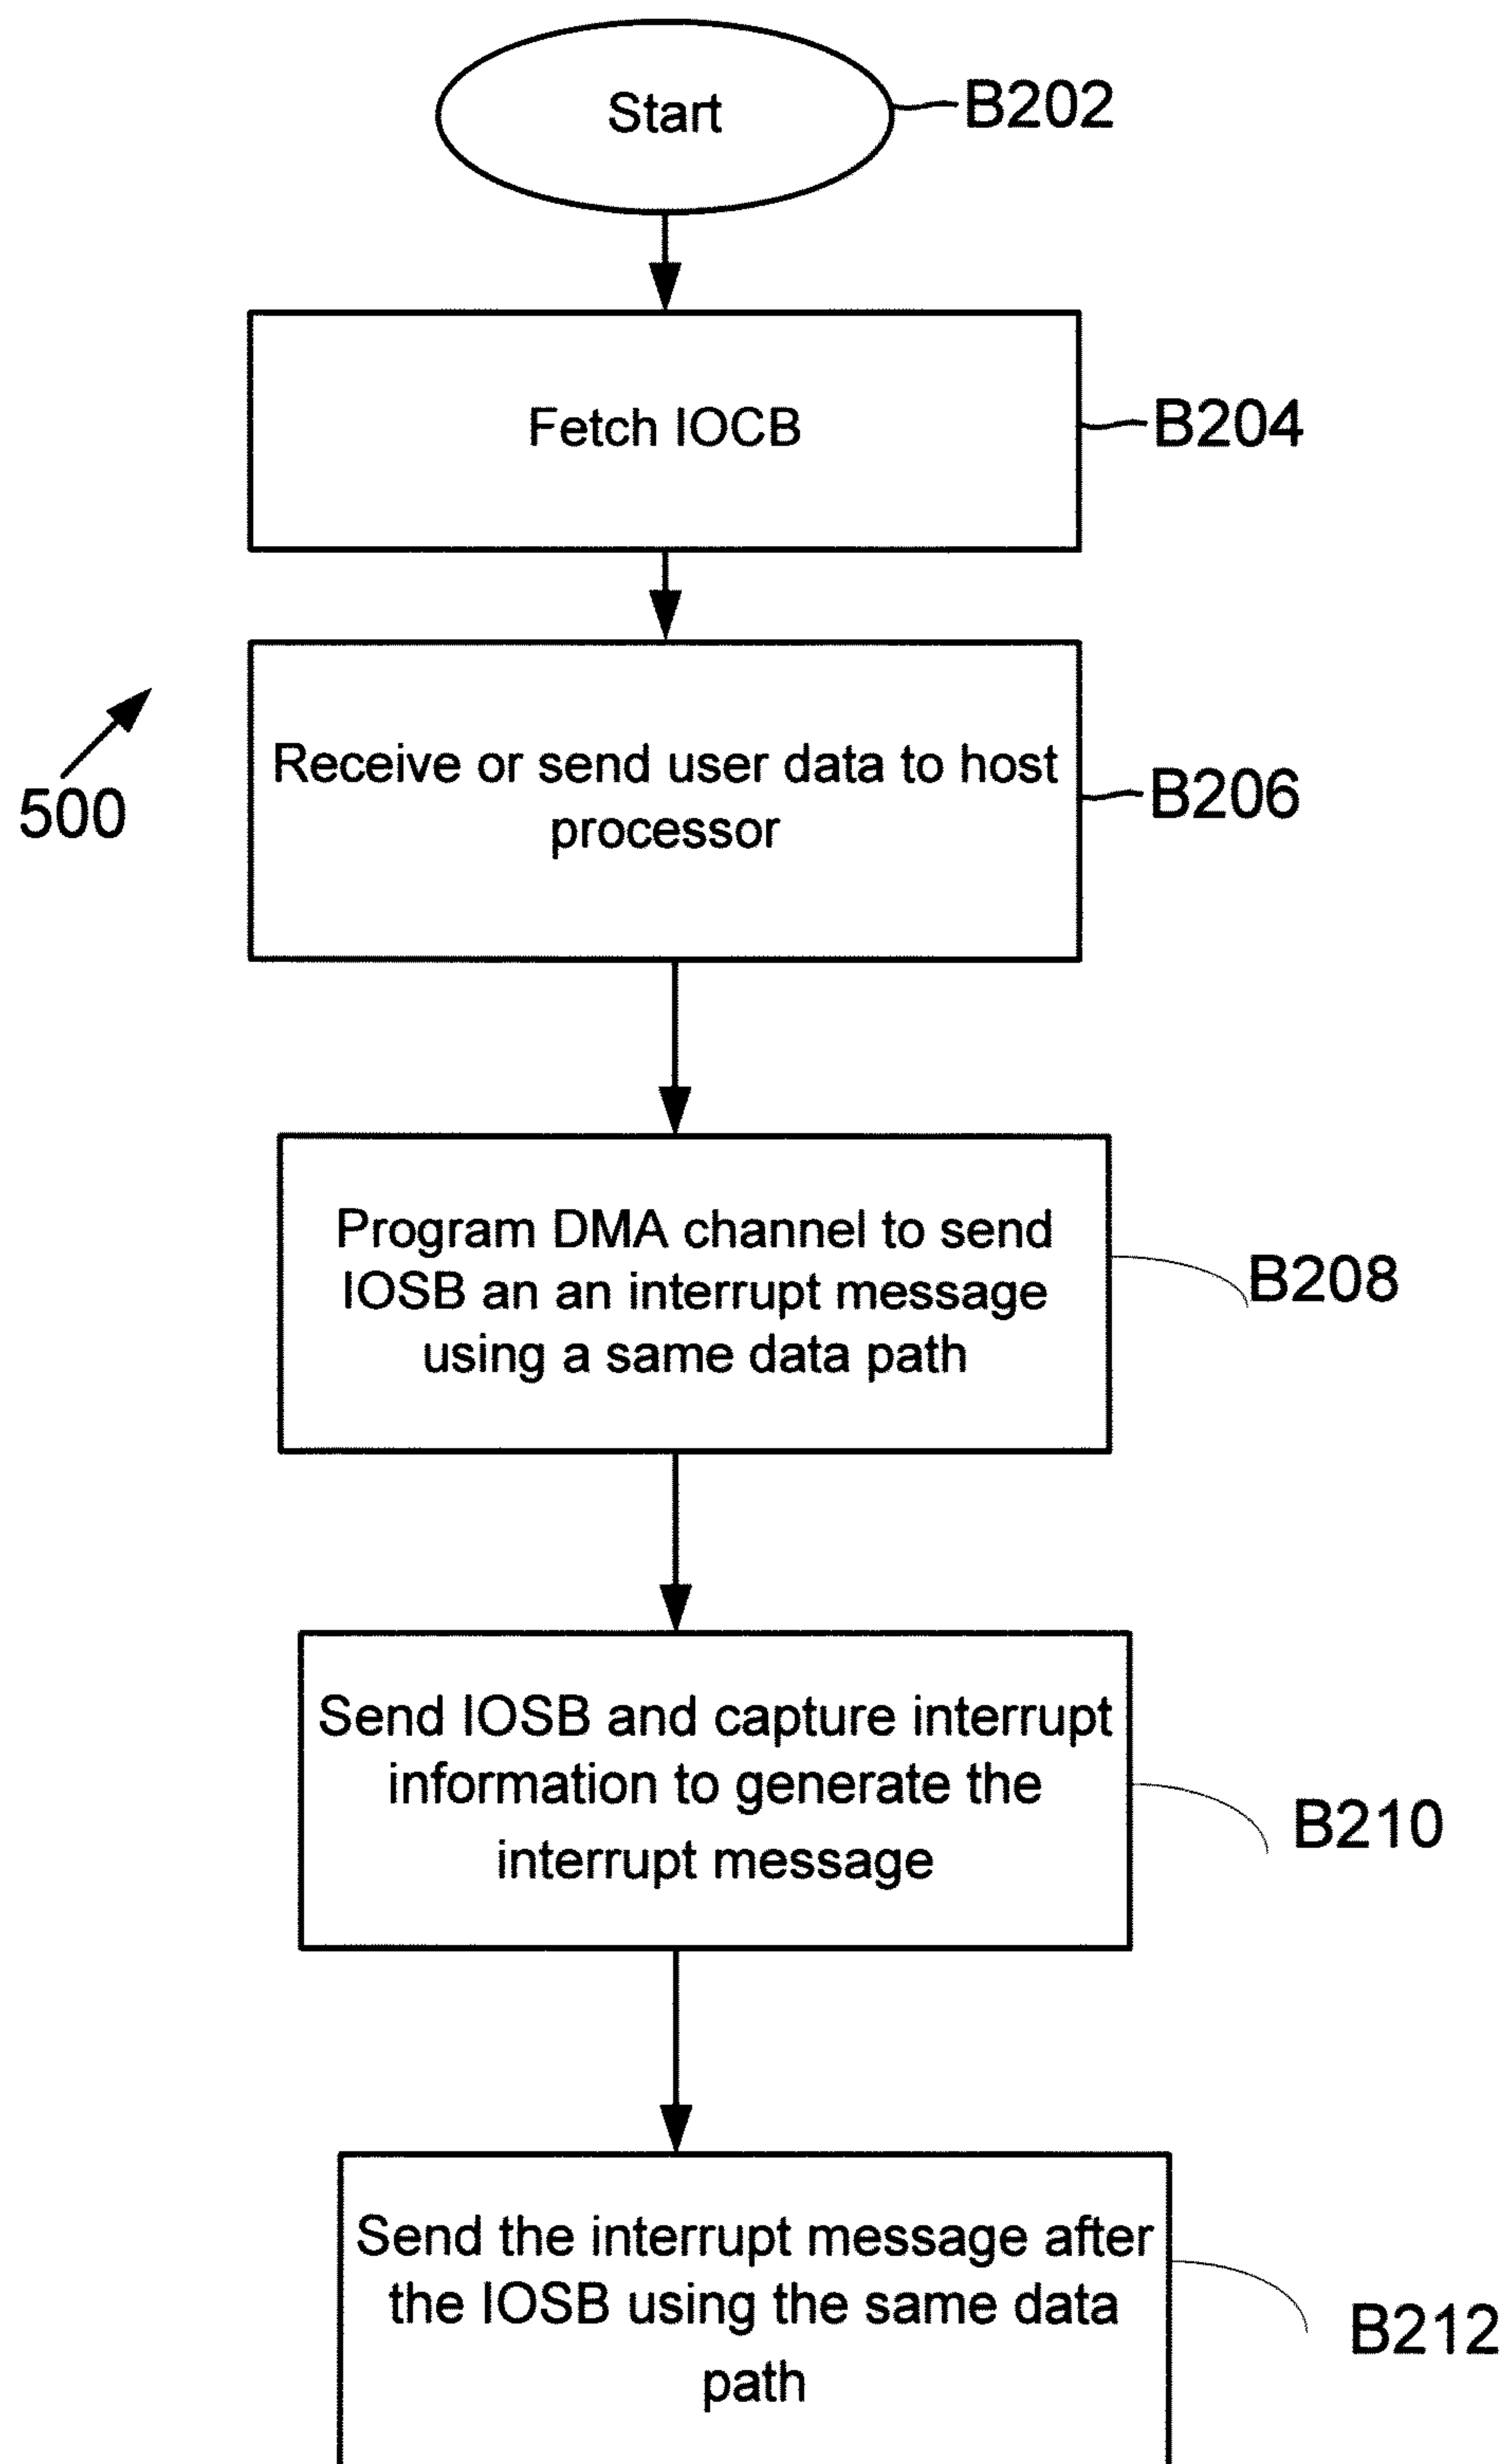 Start
B202
Fetch IOCB
B204
500
Receive or send user data to host
processor
B206
Program DMA channel to send
IOSB an an interrupt message
using a same data path
B208
Send IOSB and capture interrupt
information to generate the
interrupt message
B210
Send the interrupt message after
the IOSB using the same data
path
B212